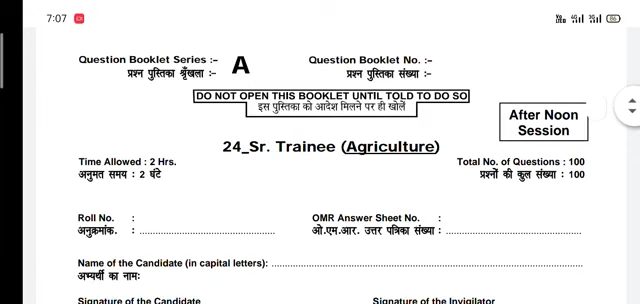 7:07
Question Booklet Series :- A Question Booklet No. :-
प्रश्न पुस्तिका श्रृँखला :- प्रश्न पुस्तिका संख्या :-
DO NOT OPEN THIS BOOKLET UNTIL TOLD TO DO SO
इस पुस्तिका को आदेश मिलने पर ही खोलें
After Noon
Session
24_Sr. Trainee (Agriculture)
Time Allowed : 2 Hrs. Total No. of Questions : 100
अनुमत समय : 2 घंटे प्रश्नों की कुल संख्या : 100
Roll No. : OMR Answer Sheet No. :
अनुक्रमांक. : ................................................ ओ.एम.आर. उत्तर पत्रिका संख्या : ................................................
Name of the Candidate (in capital letters): ................................................................................................
अभ्यर्थी का नामः
Signature of the Candidate Signature of the Invigilator